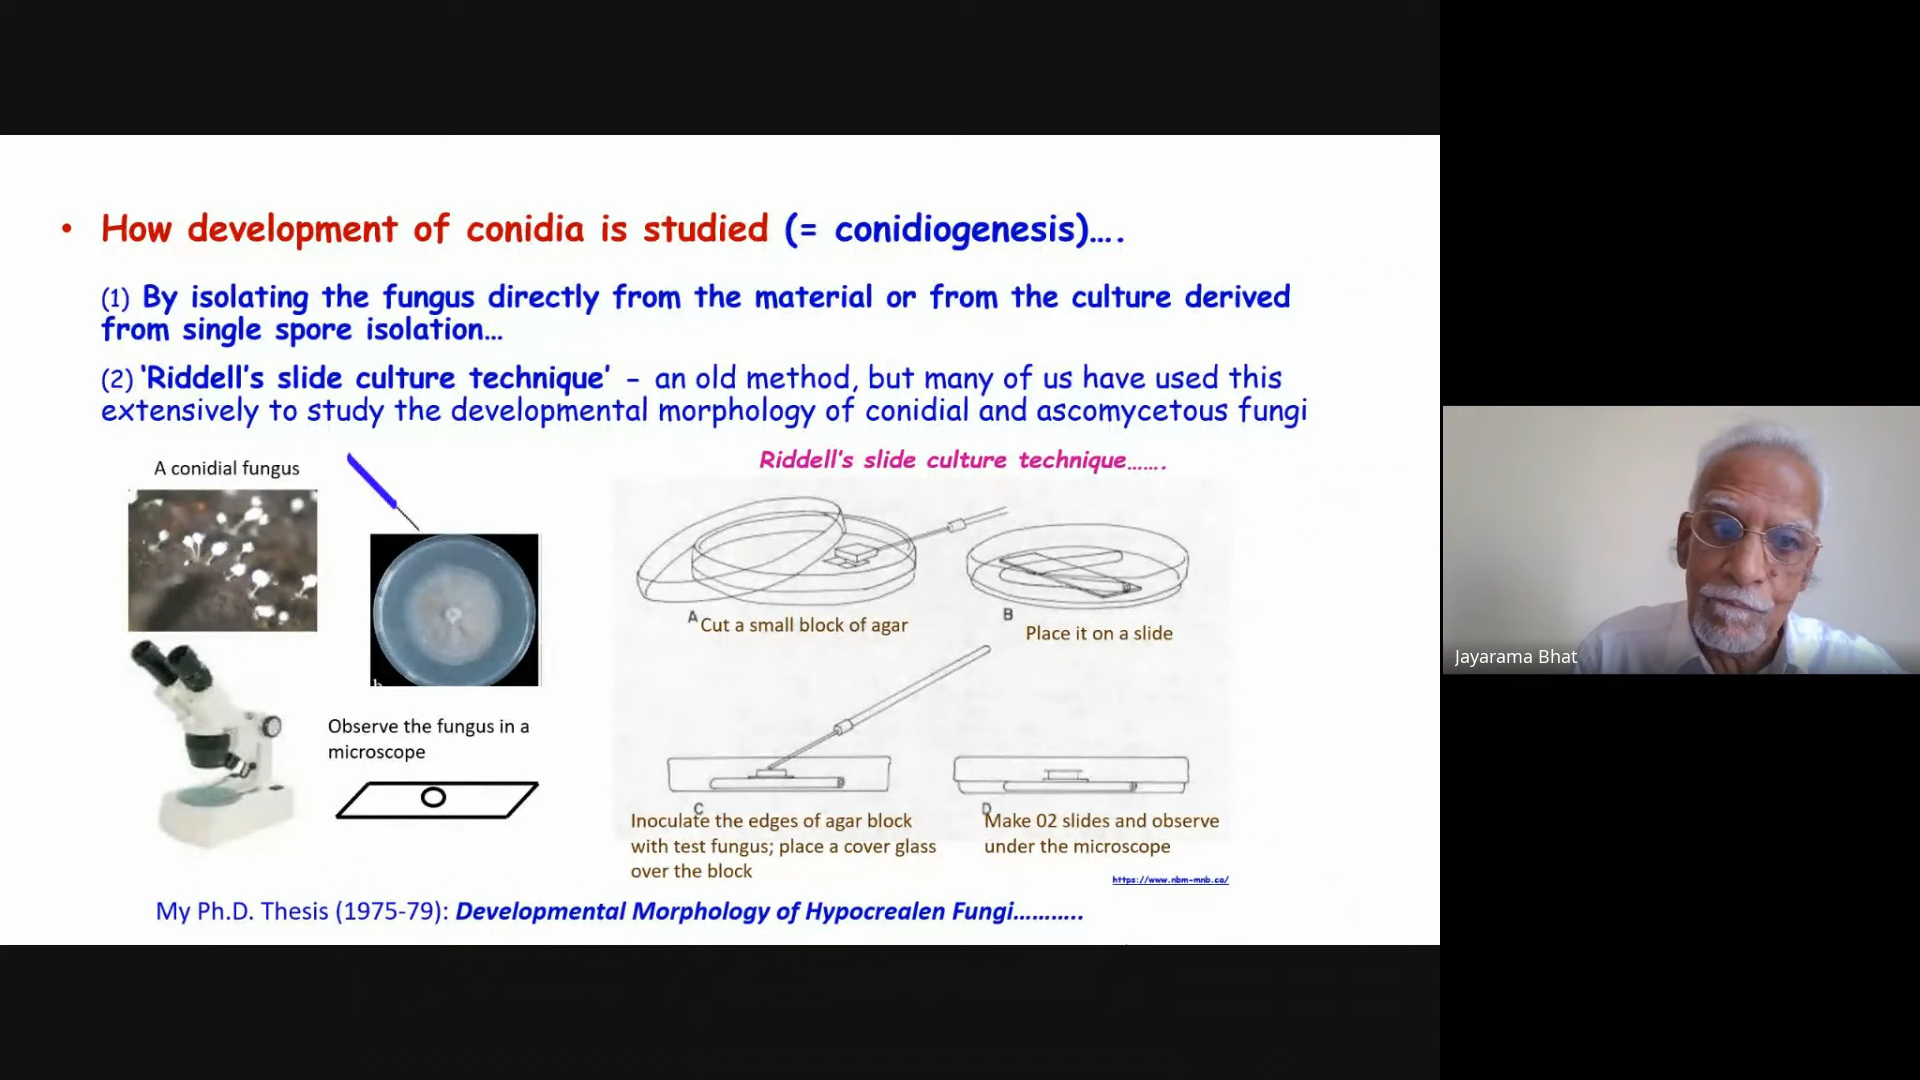 • How development of conidia is studied (= conidiogenesis)….
(1) By isolating the fungus directly from the material or from the culture derived
from single spore isolation…
(2) ‘Riddell’s slide culture technique’ – an old method, but many of us have used this
extensively to study the developmental morphology of conidial and ascomycetous fungi
A conidial fungus
Riddell’s slide culture technique…….
A Cut a small block of agar
B
Place it on a slide
b
Observe the fungus in a
microscope
C
Inoculate the edges of agar block
with test fungus; place a cover glass
over the block
D
Make 02 slides and observe
under the microscope
https://www.nbm-mnb.ca/
My Ph.D. Thesis (1975-79): Developmental Morphology of Hypocrealen Fungi………..
Jayarama Bhat